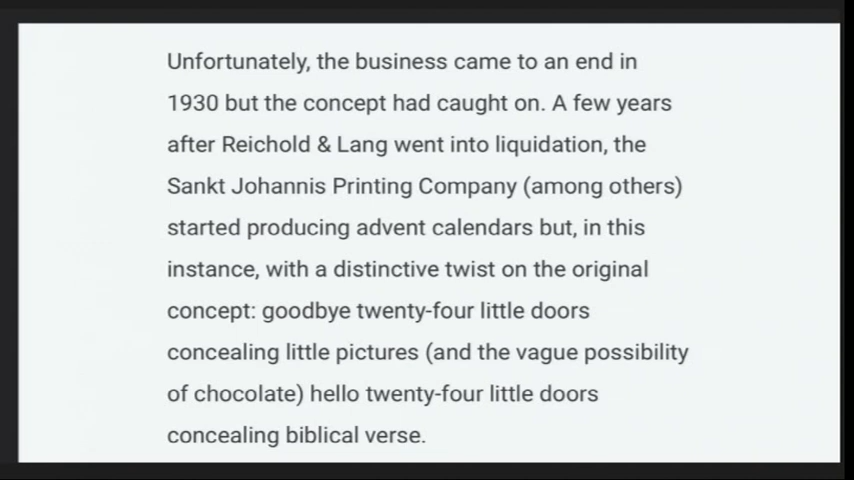 Unfortunately, the business came to an end in
1930 but the concept had caught on. A few years
after Reichold & Lang went into liquidation, the
Sankt Johannis Printing Company (among others)
started producing advent calendars but, in this
instance, with a distinctive twist on the original
concept: goodbye twenty-four little doors
concealing little pictures (and the vague possibility
of chocolate) hello twenty-four little doors
concealing biblical verse.